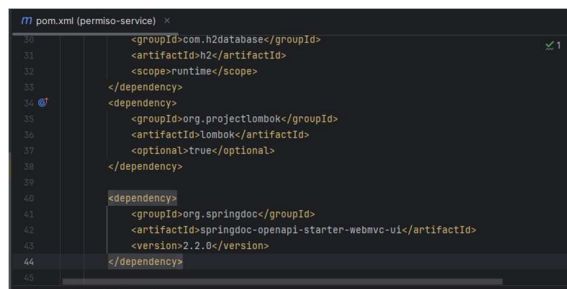 m pom.xml (permiso-service) ×
30 <groupId>com.h2database</groupId> 1
31 <artifactId>h2</artifactId>
32 <scope>runtime</scope>
33 </dependency>
34 <dependency>
35 <groupId>org.projectlombok</groupId>
36 <artifactId>lombok</artifactId>
37 <optional>true</optional>
38 </dependency>
39
40 <dependency>
41 <groupId>org.springdoc</groupId>
42 <artifactId>springdoc-openapi-starter-webmvc-ui</artifactId>
43 <version>2.2.0</version>
44 </dependency>
45